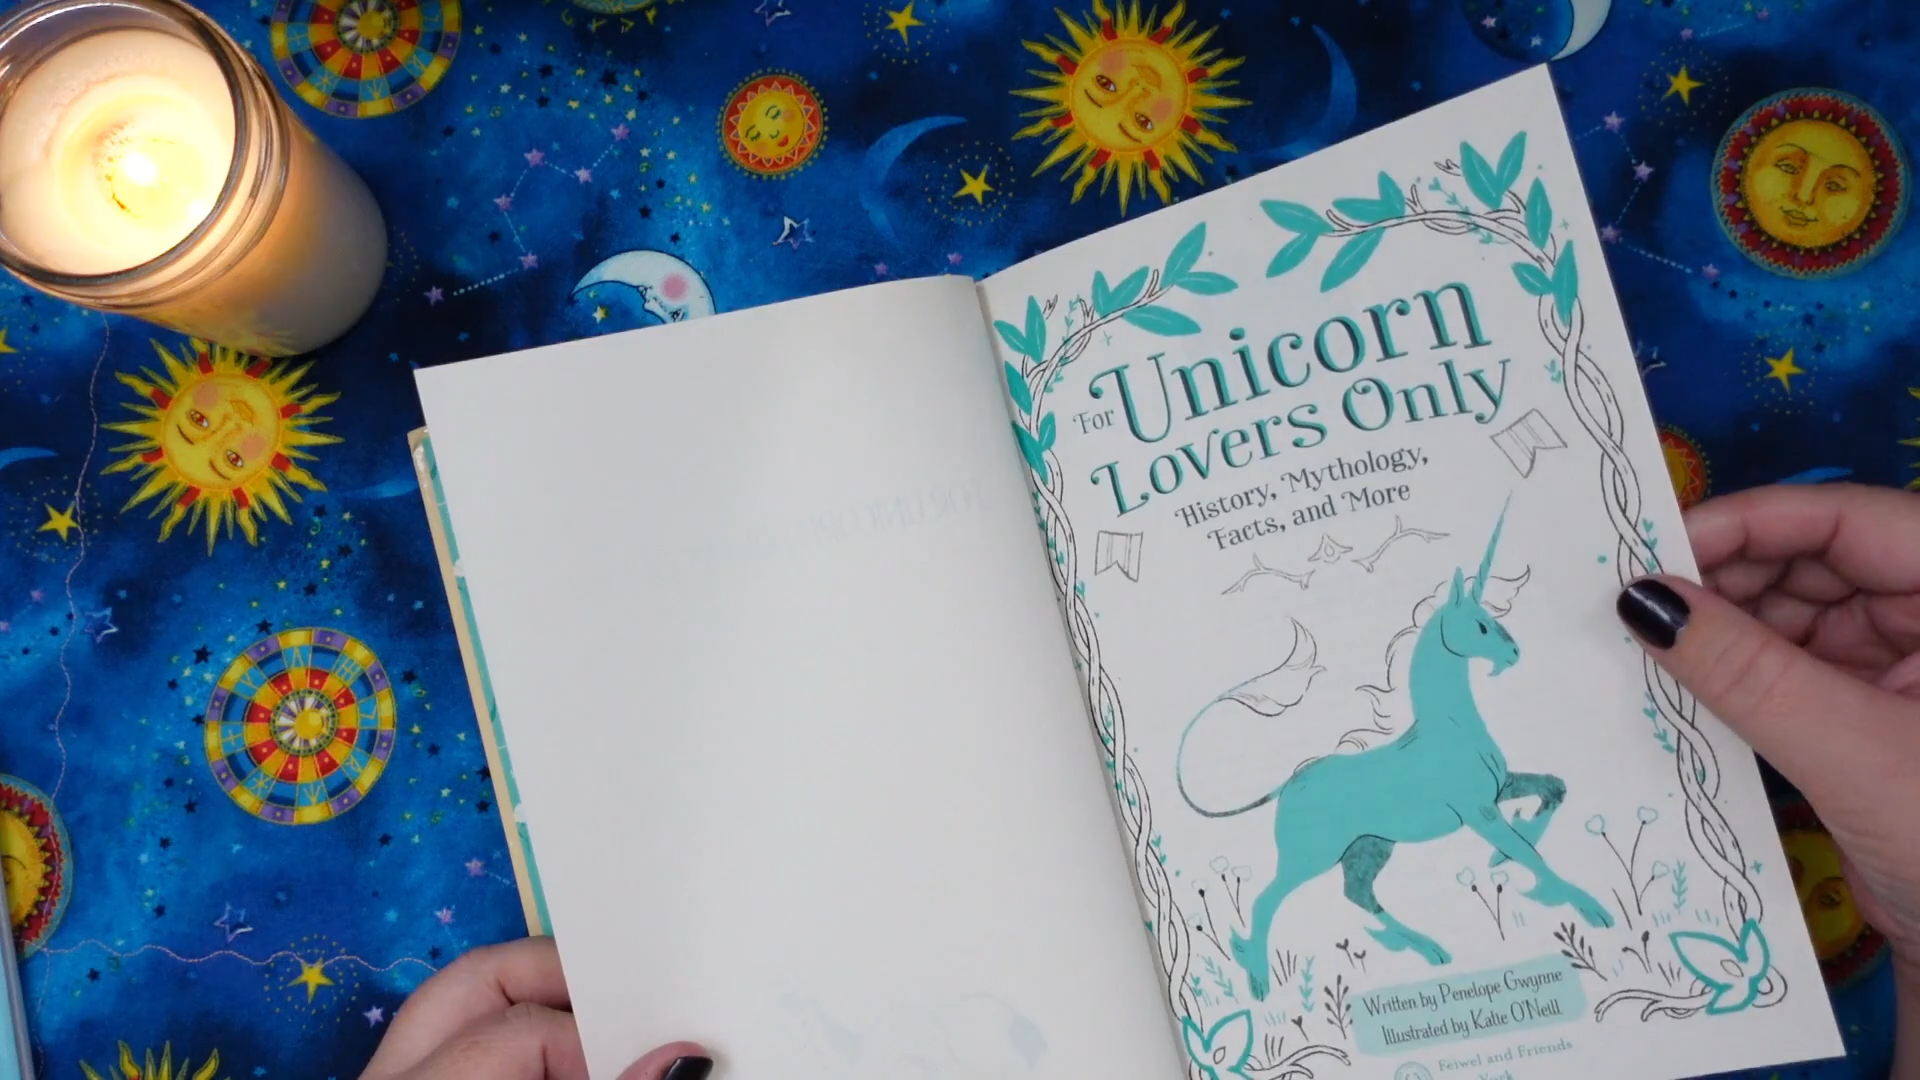 For Unicorn
Lovers Only
History, Mythology,
Facts, and More
Written by Penelope Gwynne
Illustrated by Katie O'Neill
Feiwel and Friends
York